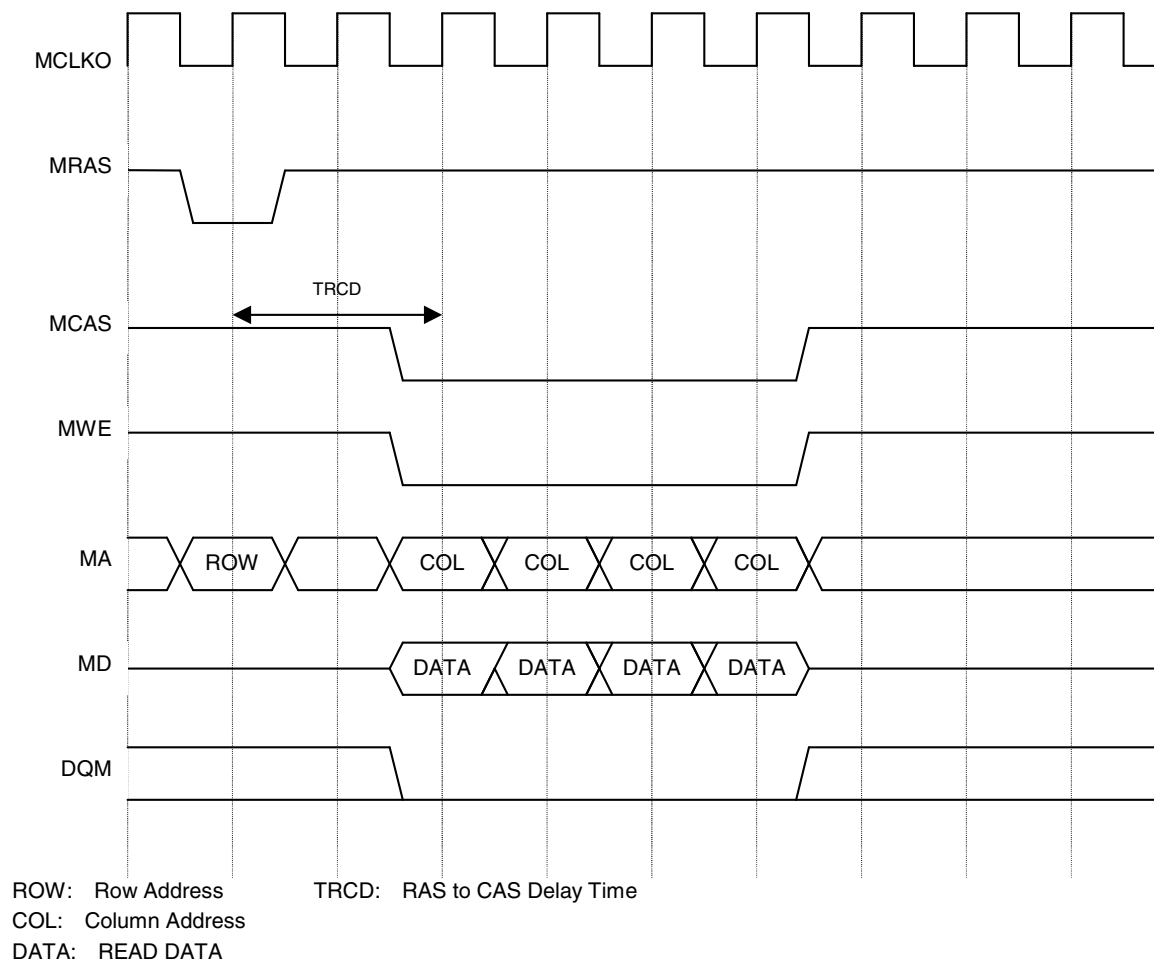 MCLKO
MRAS
TRCD
MCAS
MWE
MA ROW COL COL COL COL
MD DATA DATA DATA DATA
DQM
ROW: Row Address TRCD: RAS to CAS Delay Time
COL: Column Address
DATA: READ DATA